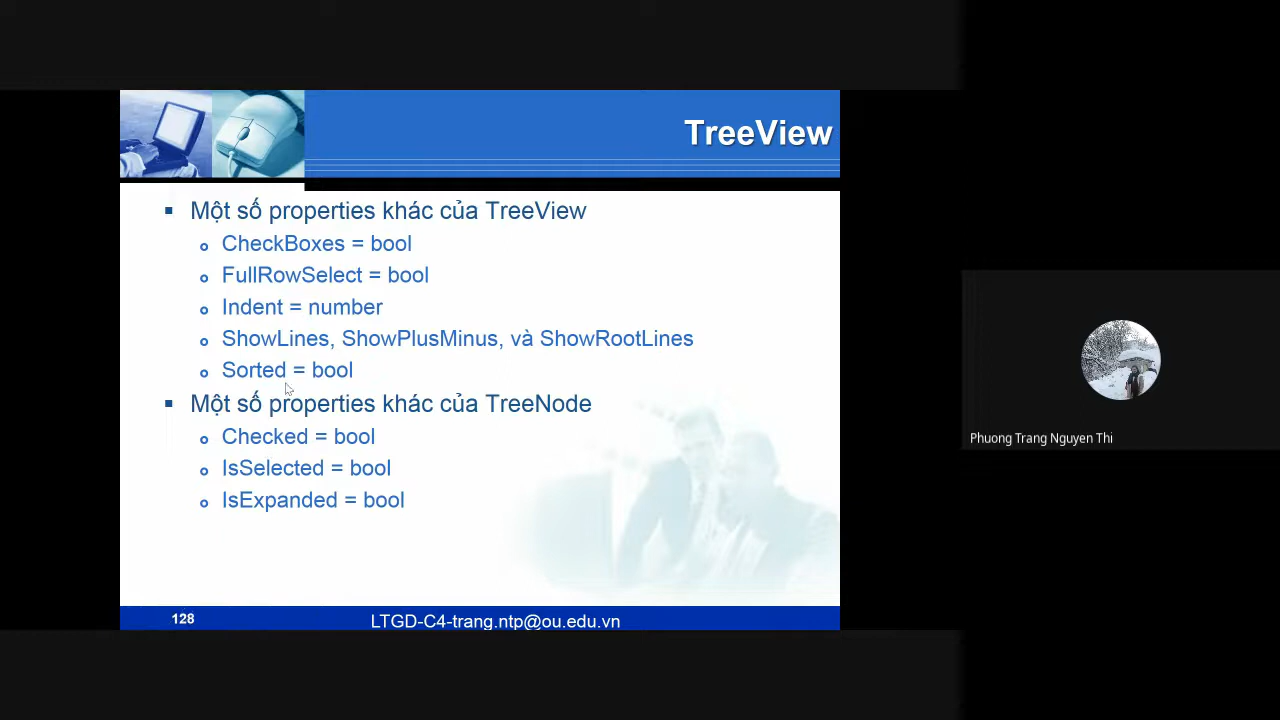 TreeView
Một số properties khác của TreeView
CheckBoxes = bool
FullRowSelect = bool
Indent = number
ShowLines, ShowPlusMinus, và ShowRootLines
Sorted = bool
Một số properties khác của TreeNode
Checked = bool
IsSelected = bool
IsExpanded = bool
128
LTGD-C4-trang.ntp@ou.edu.vn
Phuong Trang Nguyen Thi